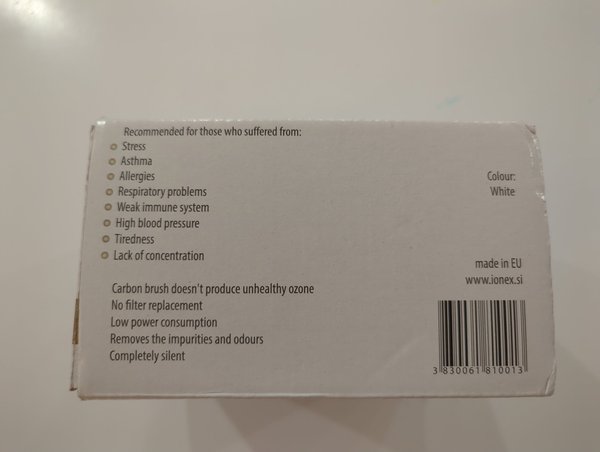 Recommended for those who suffered from:
Stress
Asthma
Allergies
Respiratory problems
Weak immune system
High blood pressure
Tiredness
Lack of concentration
Colour:
White
Carbon brush doesn't produce unhealthy ozone
No filter replacement
Low power consumption
Removes the impurities and odours
Completely silent
made in EU
www.ionex.si
3 830061 810013